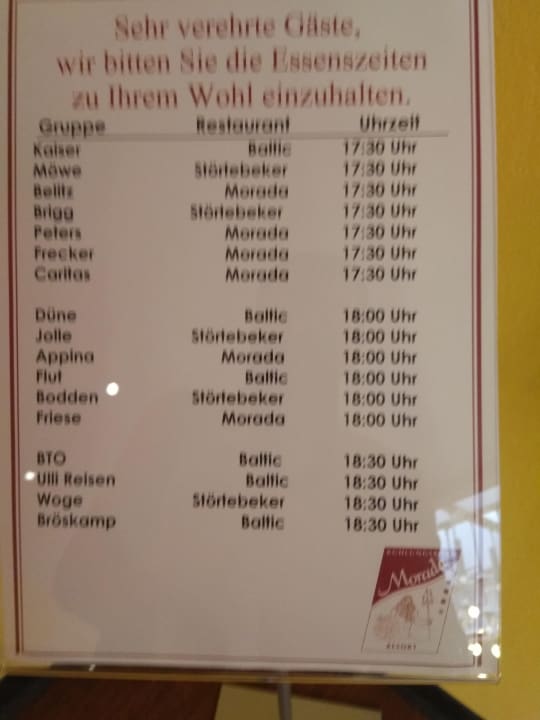 Sehr verehrte Gäste,
wir bitten Sie die Essenszeiten
zu Ihrem Wohl einzuhalten.
Gruppe Restaurant Uhrzeit
Kaiser Baltic 17:30 Uhr
Möwe Störtebeker 17:30 Uhr
Belitz Morada 17:30 Uhr
Brigg Störtebeker 17:30 Uhr
Peters Morada 17:30 Uhr
Frecker Morada 17:30 Uhr
Caritas Morada 17:30 Uhr
Düne Baltic 18:00 Uhr
Jolle Störtebeker 18:00 Uhr
Appina Morada 18:00 Uhr
Flut Baltic 18:00 Uhr
Bodden Störtebeker 18:00 Uhr
Friese Morada 18:00 Uhr
BTO Baltic 18:30 Uhr
Ulli Reisen Baltic 18:30 Uhr
Woge Störtebeker 18:30 Uhr
Bröskamp Baltic 18:30 Uhr
Morada
RESORT